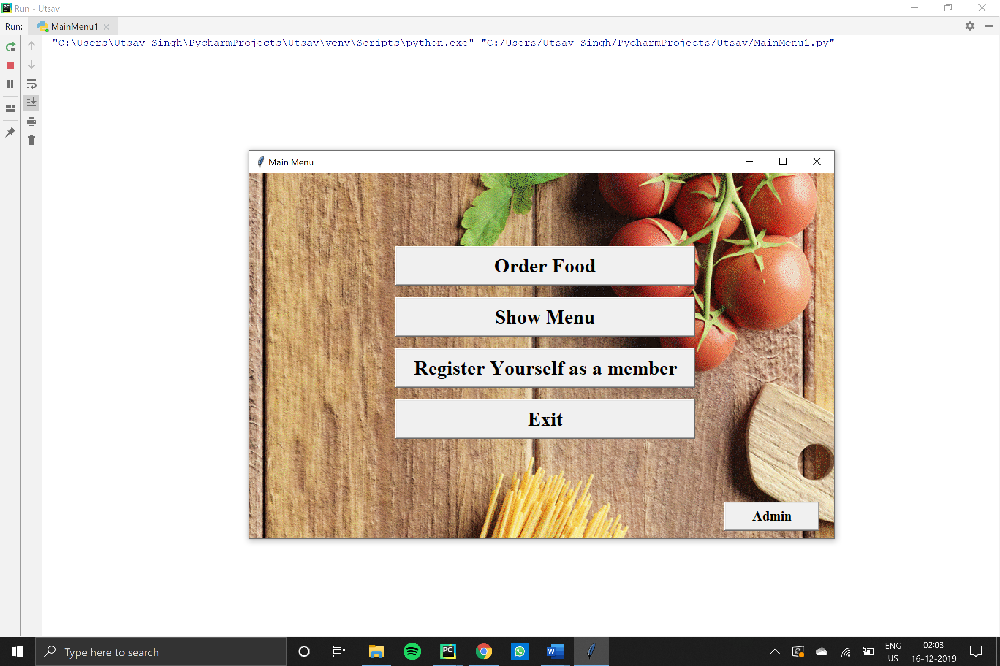 Run - Utsav
Run: MainMenu1
"C:\Users\Utsav Singh\PycharmProjects\Utsav\venv\Scripts\python.exe" "C:/Users/Utsav Singh/PycharmProjects/Utsav/MainMenu1.py"
Main Menu
Order Food
Show Menu
Register Yourself as a member
Exit
Admin
Type here to search
PC
W
ENG
US
02:03
16-12-2019